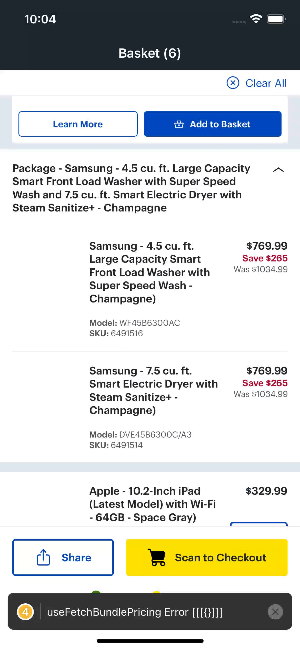 10:04
Basket (6)
Clear All
Learn More
Add to Basket
Package - Samsung - 4.5 cu. ft. Large Capacity
Smart Front Load Washer with Super Speed
Wash and 7.5 cu. ft. Smart Electric Dryer with
Steam Sanitize+ - Champagne
Samsung - 4.5 cu. ft.
Large Capacity Smart
Front Load Washer with
Super Speed Wash -
Champagne)
$769.99
Save $265
Was $1034.99
Model: WF45B6300AC
SKU: 6491516
Samsung - 7.5 cu. ft.
Smart Electric Dryer with
Steam Sanitize+ -
Champagne)
$769.99
Save $265
Was $1034.99
Model: DVE45B6300C/A3
SKU: 6491514
Apple - 10.2-Inch iPad
(Latest Model) with Wi-Fi
- 64GB - Space Gray)
$329.99
Share
Scan to Checkout
4
useFetchBundlePricing Error [[[{}]]]